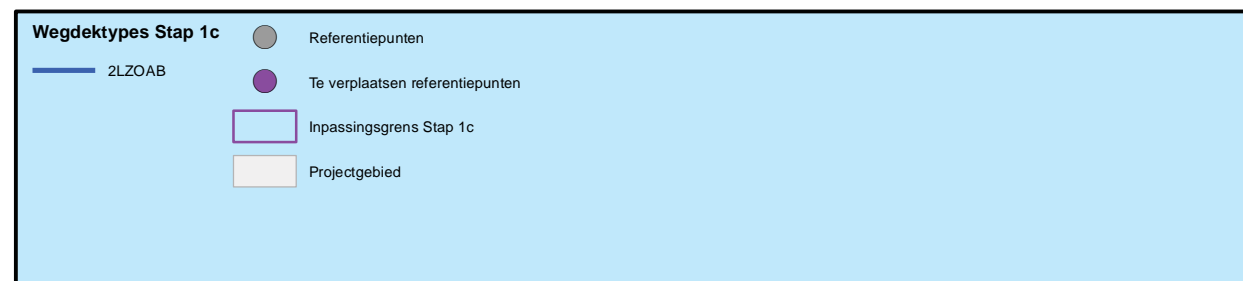 Wegdektypes Stap 1c
2LZOAB
Referentiepunten
Te verplaatsen referentiepunten
Inpassingsgrens Stap 1c
Projectgebied